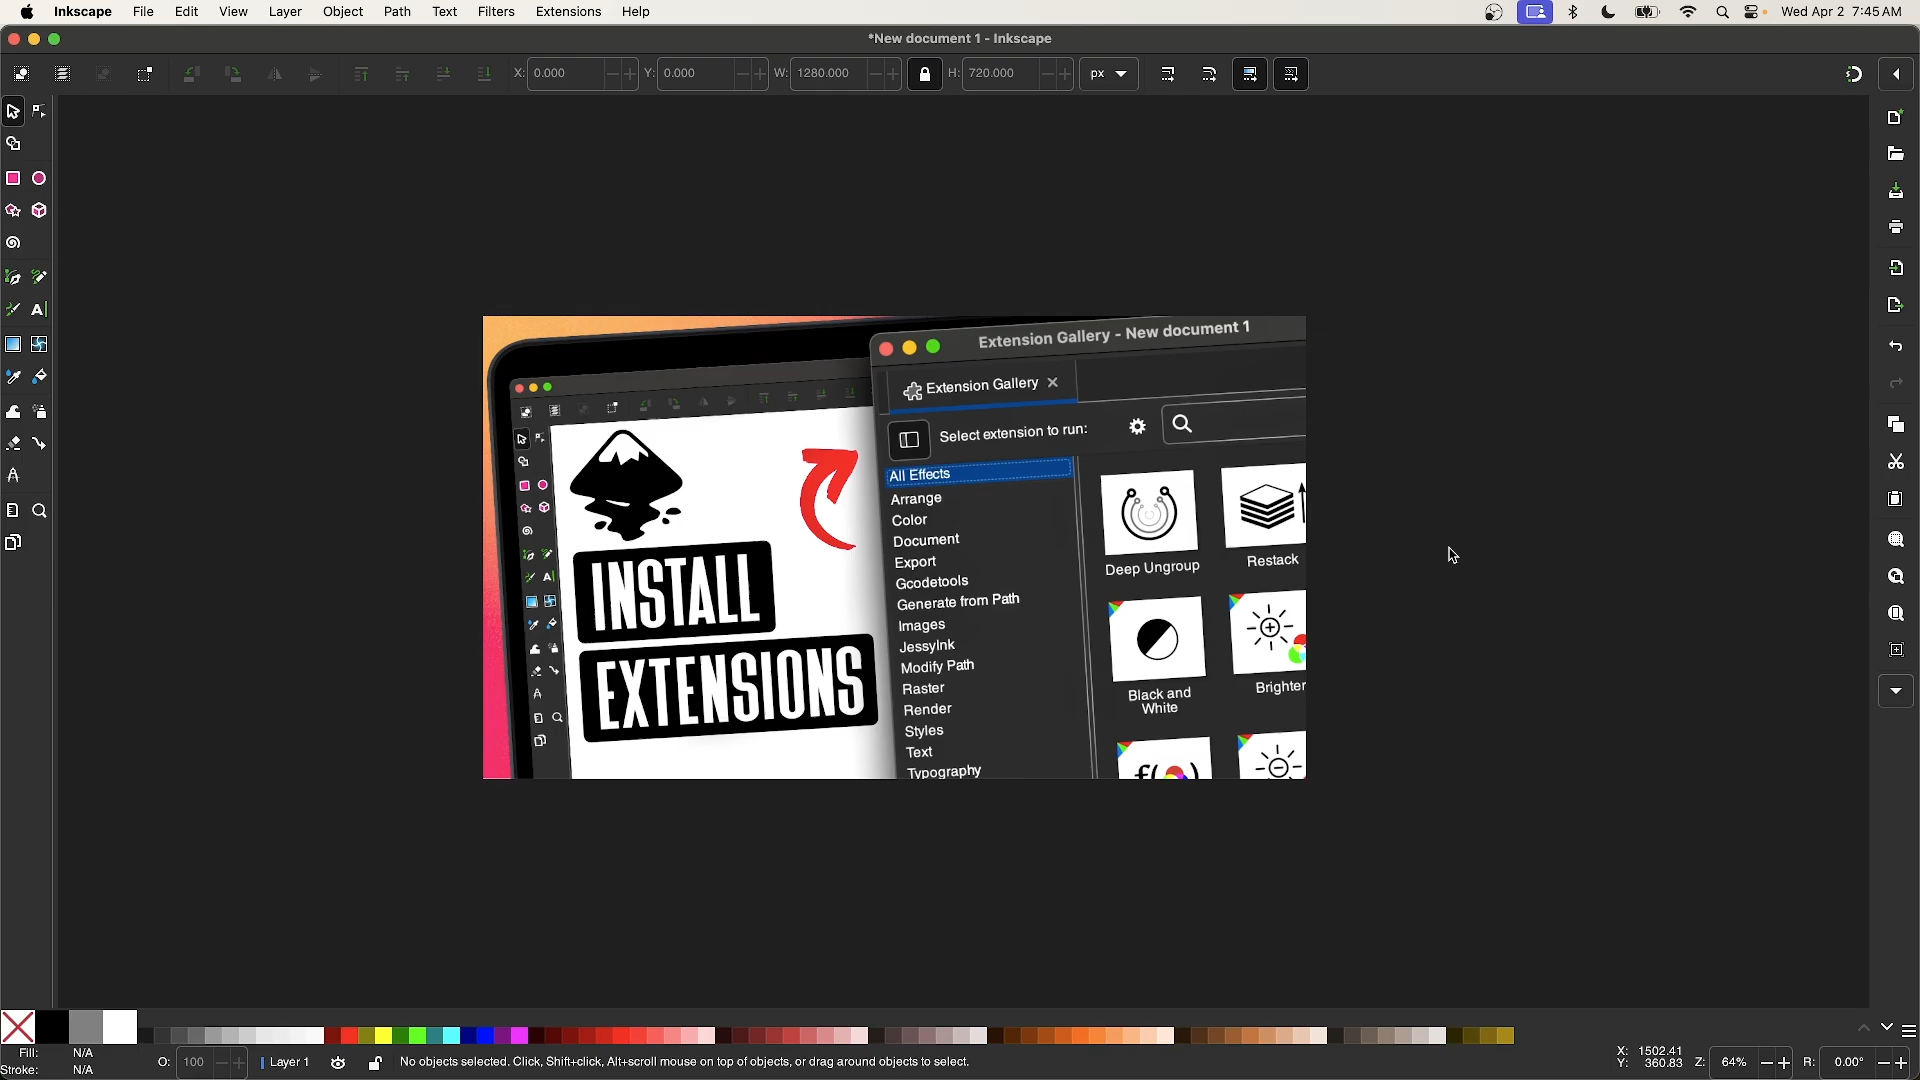 Inkscape File Edit View Layer Object Path Text Filters Extensions Help Wed Apr 2 7:45 AM
*New document 1 - Inkscape
X: 0.000 Y: 0.000 W: 1280.000 H: 720.000 px
Extension Gallery - New document 1
Extension Gallery
Select extension to run:
All Effects
Arrange
Color
Document
Export
Gcodetools
Generate from Path
Images
JessyInk
Modify Path
Raster
Render
Styles
Text
Typography
Deep Ungroup
Restack
Black and
White
Brighter
f( )
INSTALL
EXTENSIONS
Fill: N/A
Stroke: N/A
O: 100
Layer 1
No objects selected. Click, Shift+click, Alt+scroll mouse on top of objects, or drag around objects to select.
X: 1502.41
Y: 360.83
Z: 64%
R: 0.00°